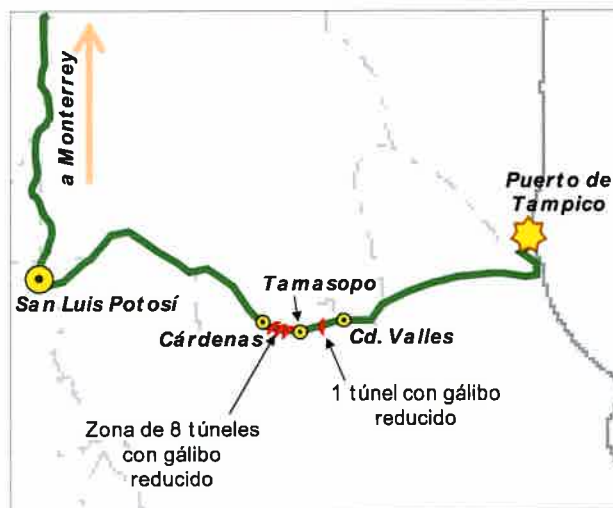 a Monterrey
Puerto de
Tampico
San Luis Potosí
Tamasopo
Cárdenas
Cd. Valles
1 túnel con gálibo
reducido
Zona de 8 túneles
con gálibo
reducido